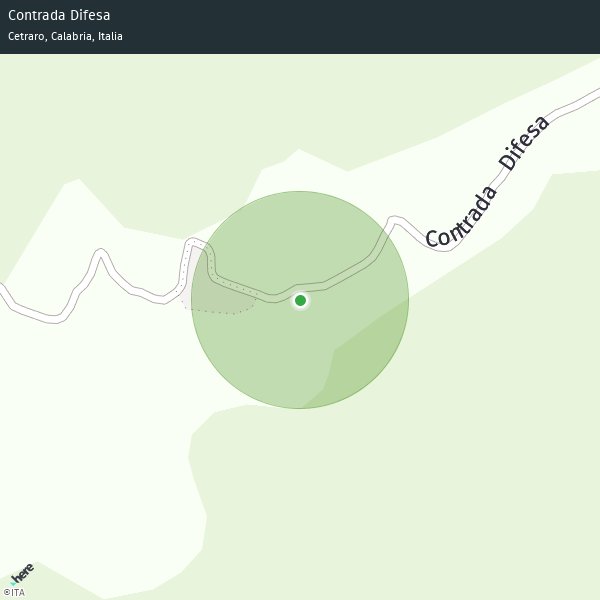 Contrada Difesa
Cetraro, Calabria, Italia
Contrada Difesa
here
©ITA